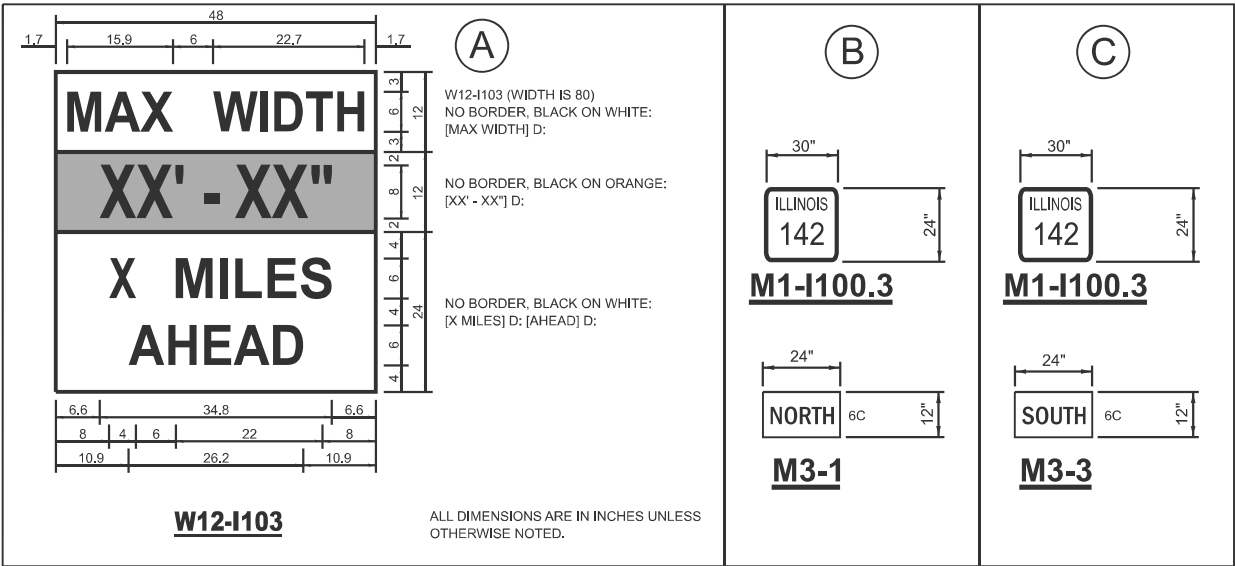 48
1.7 15.9 6 22.7 1.7
A
B
C
MAX WIDTH
XX' - XX"
X MILES
AHEAD
3
6
3
12
2
8
2
12
4
6
4
6
4
24
W12-I103 (WIDTH IS 80)
NO BORDER, BLACK ON WHITE:
[MAX WIDTH] D:
NO BORDER, BLACK ON ORANGE:
[XX' - XX"] D:
NO BORDER, BLACK ON WHITE:
[X MILES] D: [AHEAD] D:
6.6 34.8 6.6
8 4 6 22 8
10.9 26.2 10.9
W12-I103
ALL DIMENSIONS ARE IN INCHES UNLESS
OTHERWISE NOTED.
30"
ILLINOIS
142
24"
M1-I100.3
24"
NORTH 6C
12"
M3-1
30"
ILLINOIS
142
24"
M1-I100.3
24"
SOUTH 6C
12"
M3-3